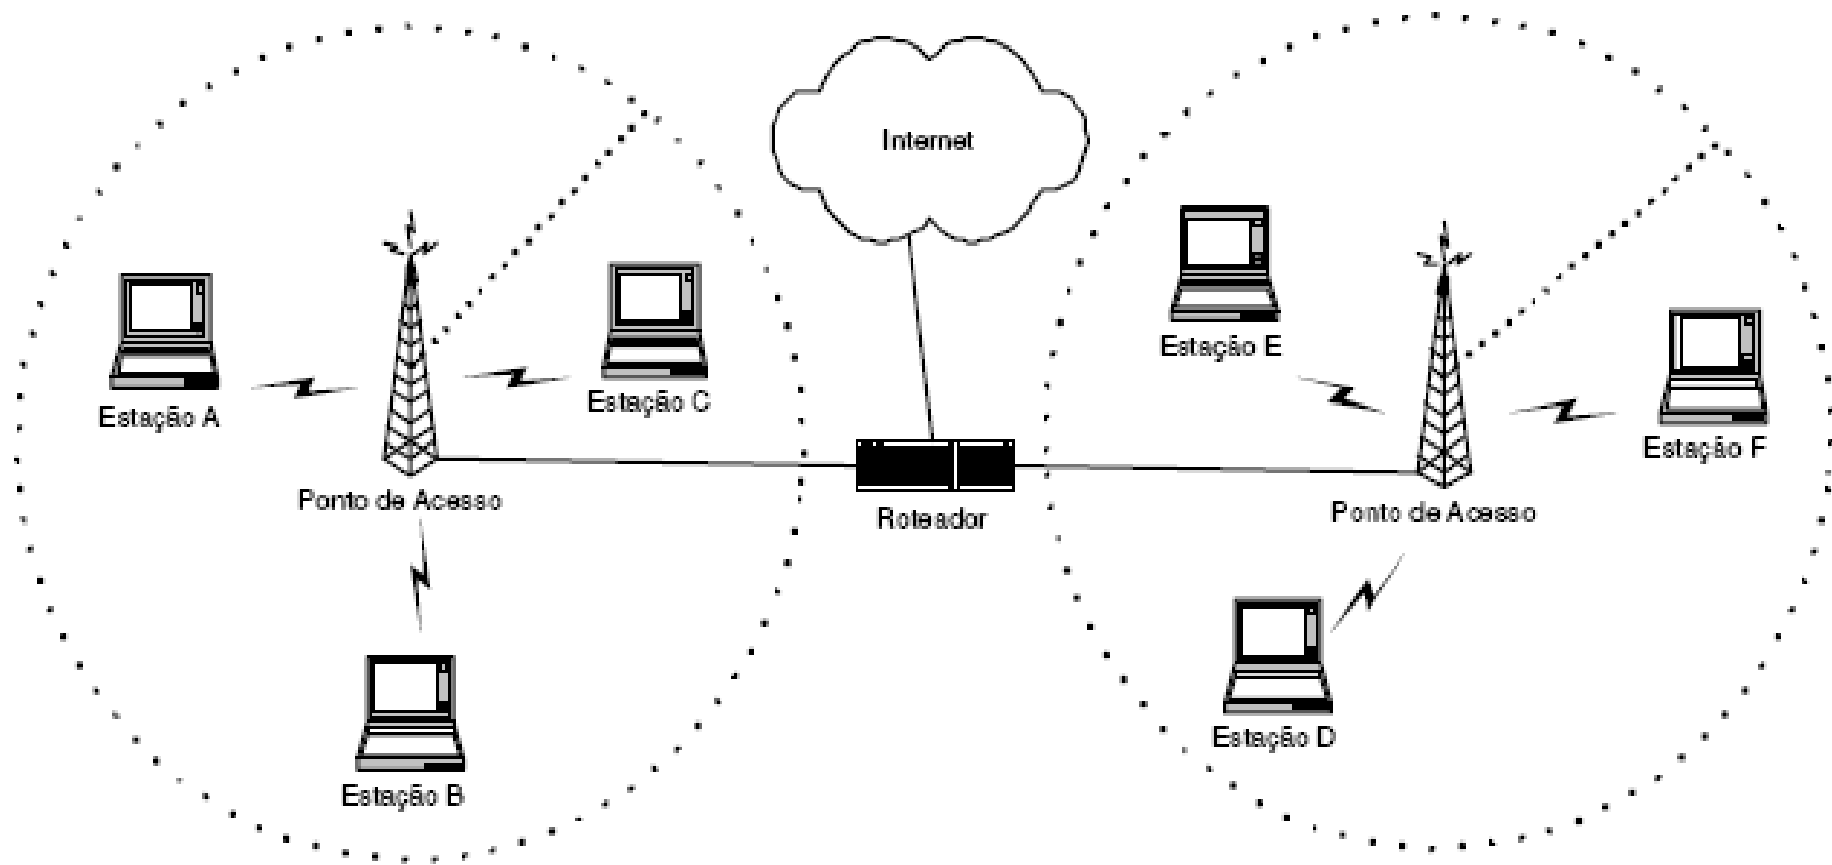 Internet
Estação A
Estação C
Ponto de Acesso
Estação B
Roteador
Estação E
Estação F
Ponto de Acesso
Estação D